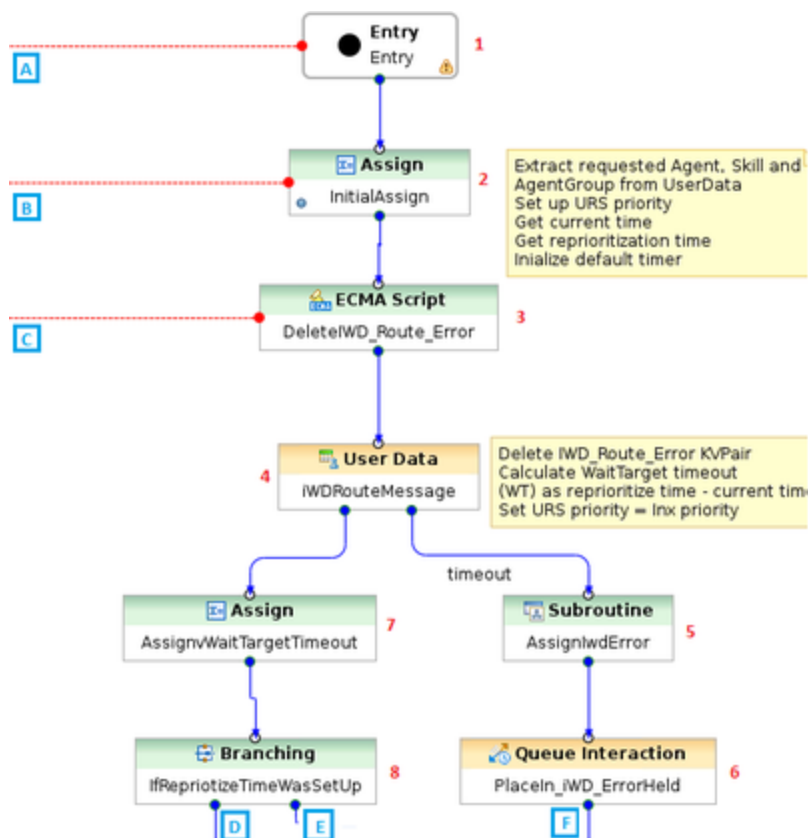 Entry
Entry
1
A
Assign
InitialAssign
2
B
Extract requested Agent, Skill and
AgentGroup from UserData
Set up URS priority
Get current time
Get reprioritization time
Inialize default timer
ECMA Script
DeleteIWD_Route_Error
3
C
User Data
iWDRouteMessage
4
Delete IWD_Route_Error KVPair
Calculate WaitTarget timeout
(WT) as reprioritize time - current tim
Set URS priority = Inx priority
timeout
Assign
AssignvWaitTargetTimeout
7
Subroutine
AssignIwdError
5
Branching
IfRepriotizeTimeWasSetUp
8
Queue Interaction
PlaceIn_iWD_ErrorHeld
6
D
E
F